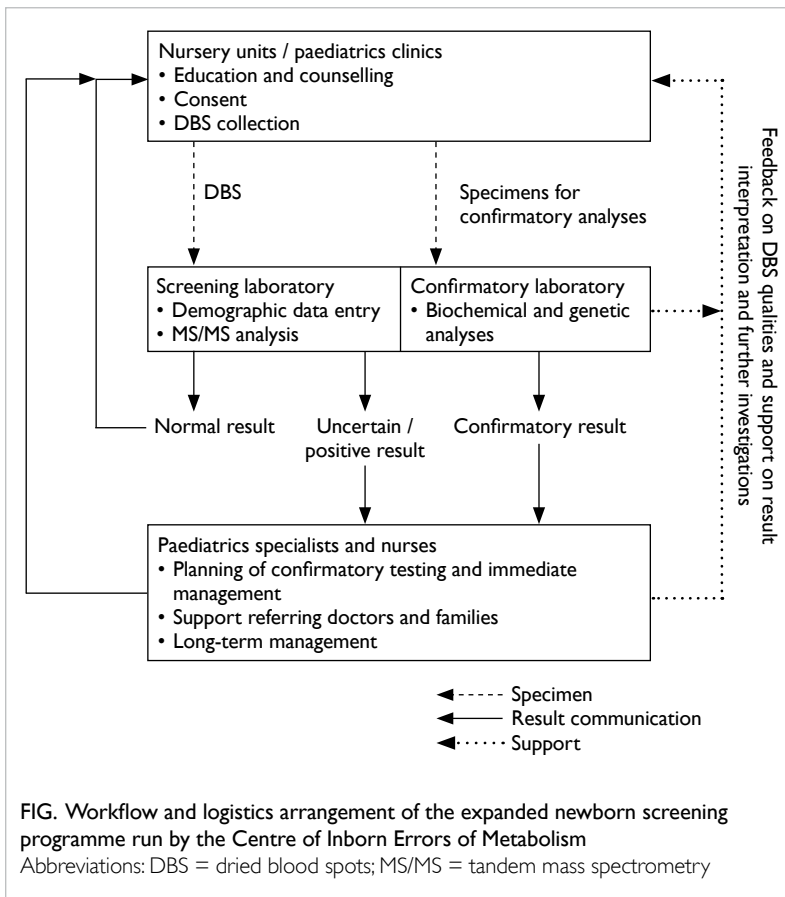 Nursery units / paediatrics clinics
• Education and counselling
• Consent
• DBS collection
DBS
Specimens for
confirmatory analyses
Screening laboratory
• Demographic data entry
• MS/MS analysis
Confirmatory laboratory
• Biochemical and genetic
analyses
Normal result
Uncertain /
positive result
Confirmatory result
Paediatrics specialists and nurses
• Planning of confirmatory testing and immediate
management
• Support referring doctors and families
• Long-term management
Feedback on DBS qualities and support on result
interpretation and further investigations
Specimen
Result communication
Support
FIG. Workflow and logistics arrangement of the expanded newborn screening
programme run by the Centre of Inborn Errors of Metabolism
Abbreviations: DBS = dried blood spots; MS/MS = tandem mass spectrometry